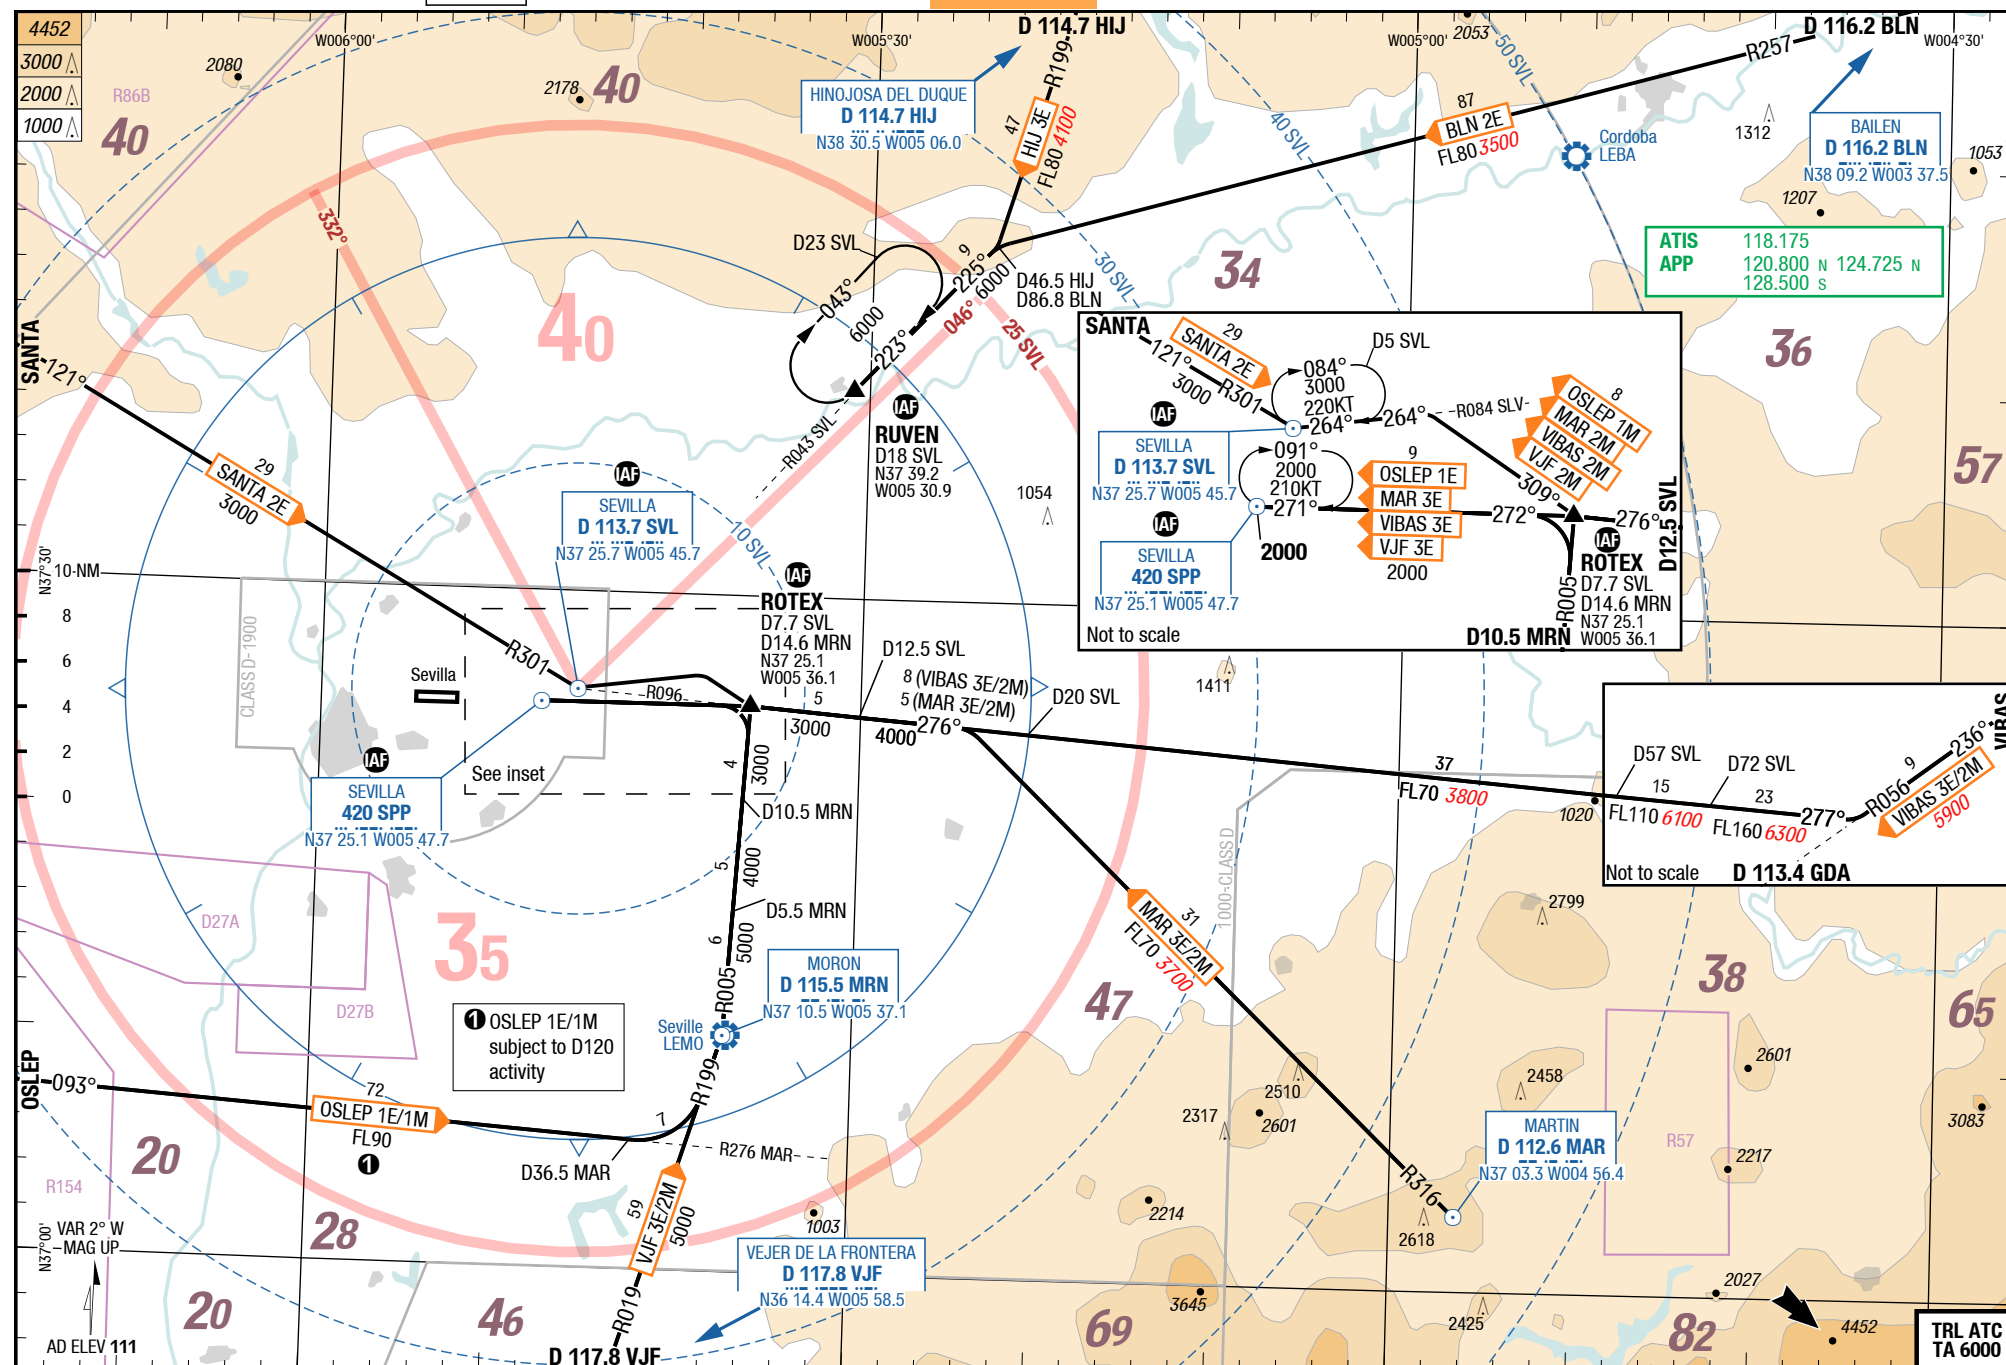 4452
3000
2000
1000
W006°00'
W005°30'
W005°00'
W004°30'
D 114.7 HIJ
D 116.2 BLN
2080
R86B
40
2178
40
HINOJOSA DEL DUQUE
D 114.7 HIJ
N38 30.5 W005 06.0
R199
47
HIJ 3E
FL80 4100
2053
50 SVL
40 SVL
30 SVL
87
BLN 2E
FL80 3500
R257
Cordoba
LEBA
1312
BAILEN
D 116.2 BLN
N38 09.2 W003 37.5
1053
1207
ATIS 118.175
APP 120.800 N 124.725 N
128.500 S
332°
D23 SVL
043°
6000
223°
9
225°
6000
046°
25 SVL
D46.5 HIJ
D86.8 BLN
34
36
40
SANTA
121°
29
SANTA 2E
3000
R301
IAF
RUVEN
D18 SVL
N37 39.2
W005 30.9
R043 SVL
1054
57
SANTA
121°
3000
R301
29
SANTA 2E
084°
3000
220KT
264°
D5 SVL
264°
R084 SLV
8
OSLEP 1M
MAR 2M
VIBAS 2M
VJF 2M
309°
IAF
SEVILLA
D 113.7 SVL
N37 25.7 W005 45.7
091°
2000
210KT
271°
9
OSLEP 1E
MAR 3E
VIBAS 3E
VJF 3E
2000
272°
276°
D12.5 SVL
IAF
SEVILLA
420 SPP
N37 25.1 W005 47.7
2000
IAF
ROTEX
D7.7 SVL
D14.6 MRN
N37 25.1
W005 36.1
R005
D10.5 MRN
Not to scale
IAF
SEVILLA
D 113.7 SVL
N37 25.7 W005 45.7
10 SVL
N37°30'
10-NM
8
6
4
2
0
CLASS D-1900
Sevilla
IAF
ROTEX
D7.7 SVL
D14.6 MRN
N37 25.1
W005 36.1
R096
D12.5 SVL
5
3000
8 (VIBAS 3E/2M)
5 (MAR 3E/2M)
4000
276°
D20 SVL
1411
See inset
IAF
SEVILLA
420 SPP
N37 25.1 W005 47.7
4
3000
D10.5 MRN
5
4000
D5.5 MRN
6
5000
R005
37
FL70 3800
1020
D57 SVL
15
FL110 6100
D72 SVL
23
FL160 6300
277°
R056
9
236°
VIBAS
VIBAS 3E/2M
5900
Not to scale
D 113.4 GDA
1000-CLASS D
31
MAR 3E/2M
FL70 3700
2799
D27A
35
D27B
MORON
D 115.5 MRN
N37 10.5 W005 37.1
Seville
LEMO
1 OSLEP 1E/1M
subject to D120
activity
47
38
65
2601
2458
2510
2317
2601
3083
OSLEP
093°
72
OSLEP 1E/1M
FL90
1
7
R199
R276 MAR
D36.5 MAR
20
MARTIN
D 112.6 MAR
N37 03.3 W004 56.4
R57
2217
R154
VAR 2° W
MAG UP
N37°00'
28
59
VJF 3E/2M
5000
1003
2214
R316
2618
VEJER DE LA FRONTERA
D 117.8 VJF
N36 14.4 W005 58.5
R019
3645
2027
2425
4452
20
46
69
82
AD ELEV 111
D 117.8 VJF
TRL ATC
TA 6000